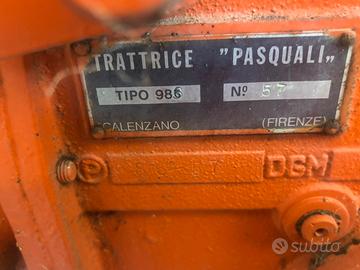 TRATTRICE "PASQUALI„
TIPO 986 Nº 57
CALENZANO (FIRENZE)
DGM
subito